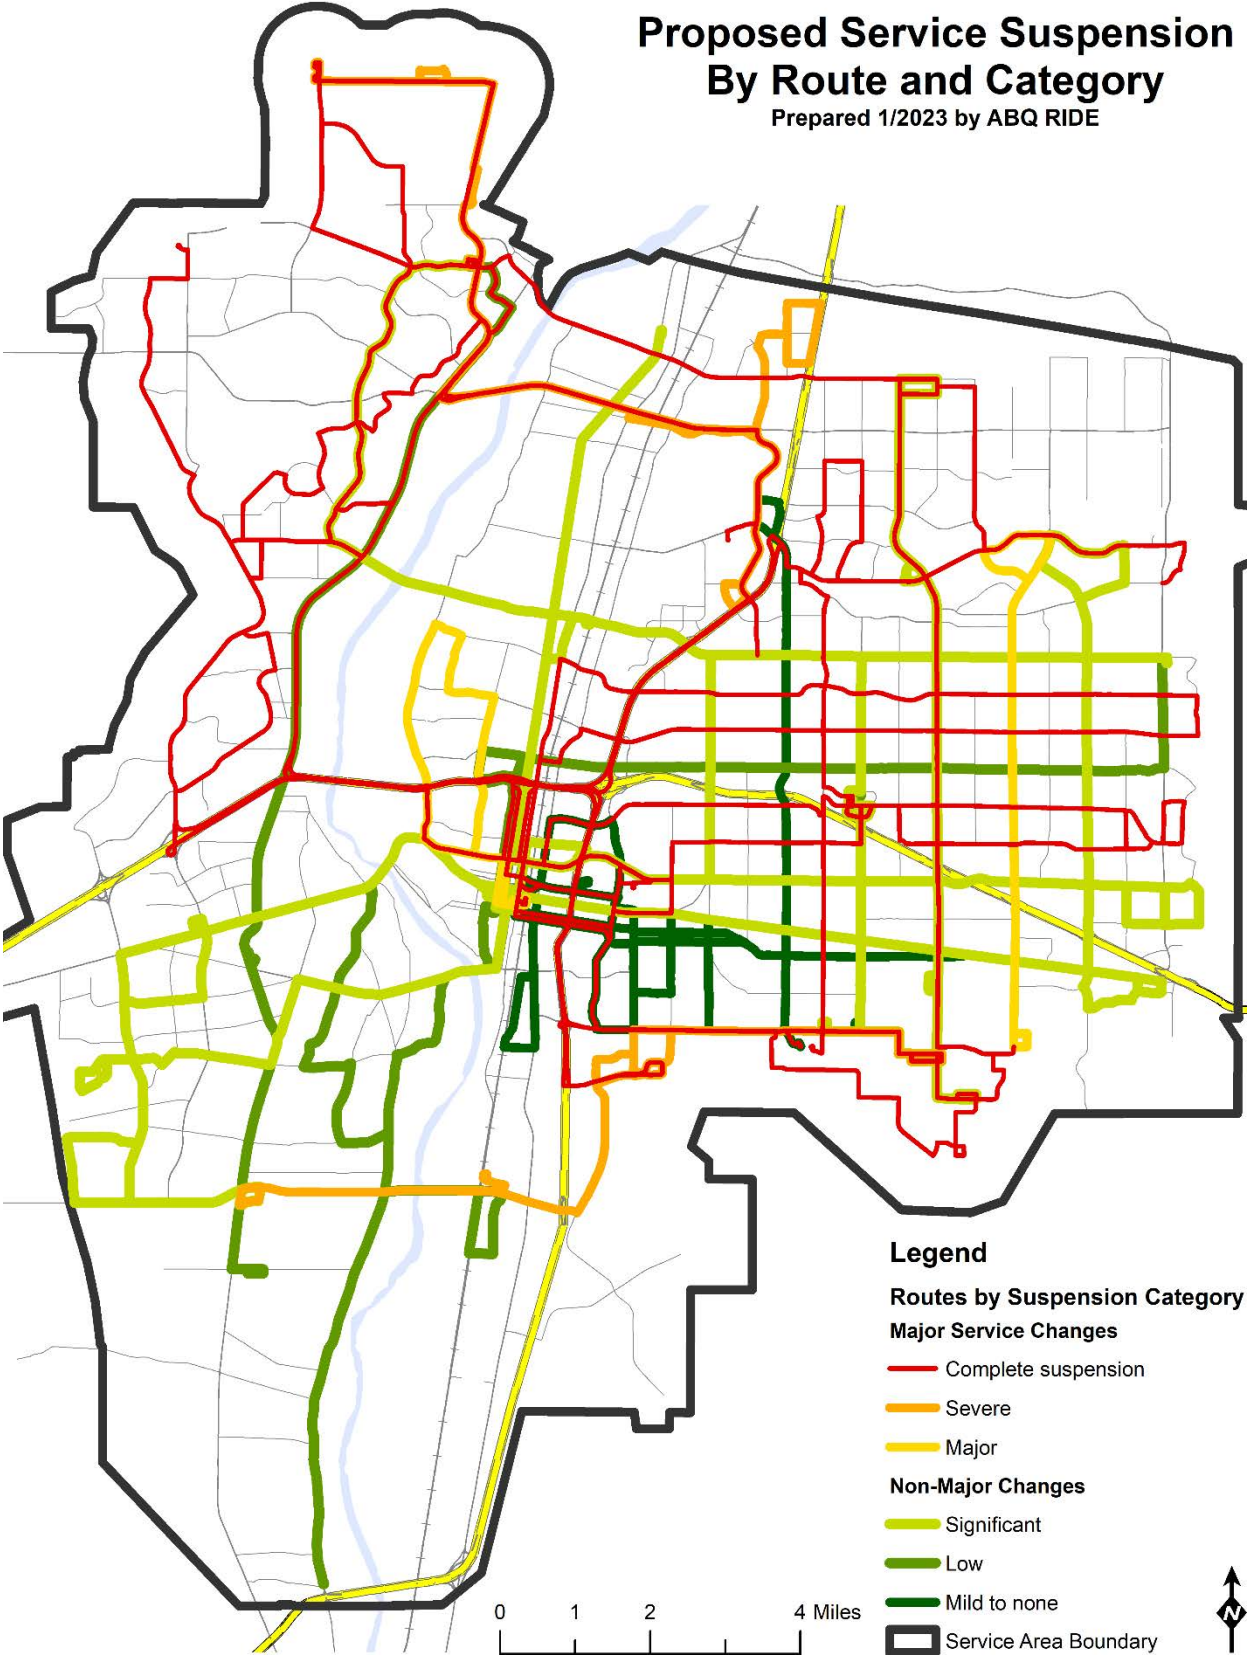 Proposed Service Suspension
By Route and Category
Prepared 1/2023 by ABQ RIDE
Legend
Routes by Suspension Category
Major Service Changes
Complete suspension
Severe
Major
Non-Major Changes
Significant
Low
Mild to none
Service Area Boundary
0 1 2 4 Miles
N